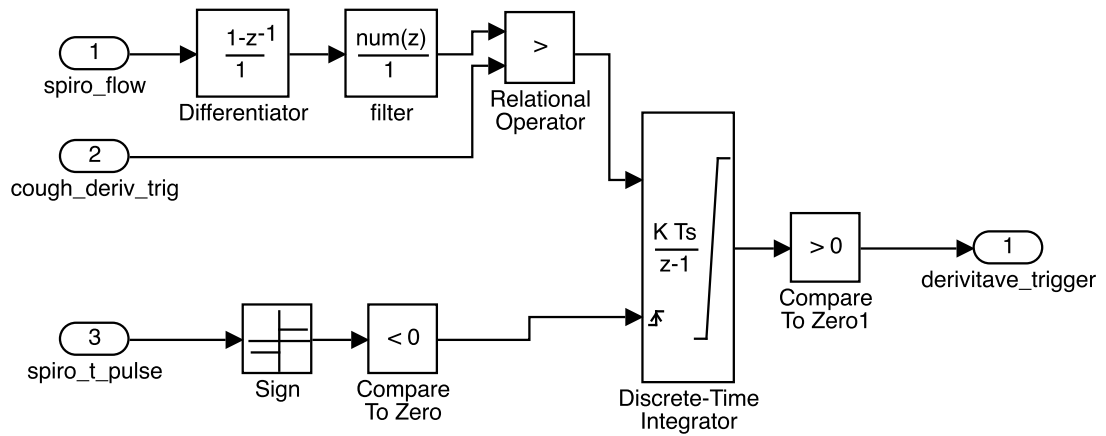 1
spiro_flow
1-z-1
1
Differentiator
num(z)
1
filter
>
Relational
Operator
2
cough_deriv_trig
K Ts
z-1
Discrete-Time
Integrator
> 0
Compare
To Zero1
1
derivitave_trigger
3
spiro_t_pulse
Sign
< 0
Compare
To Zero